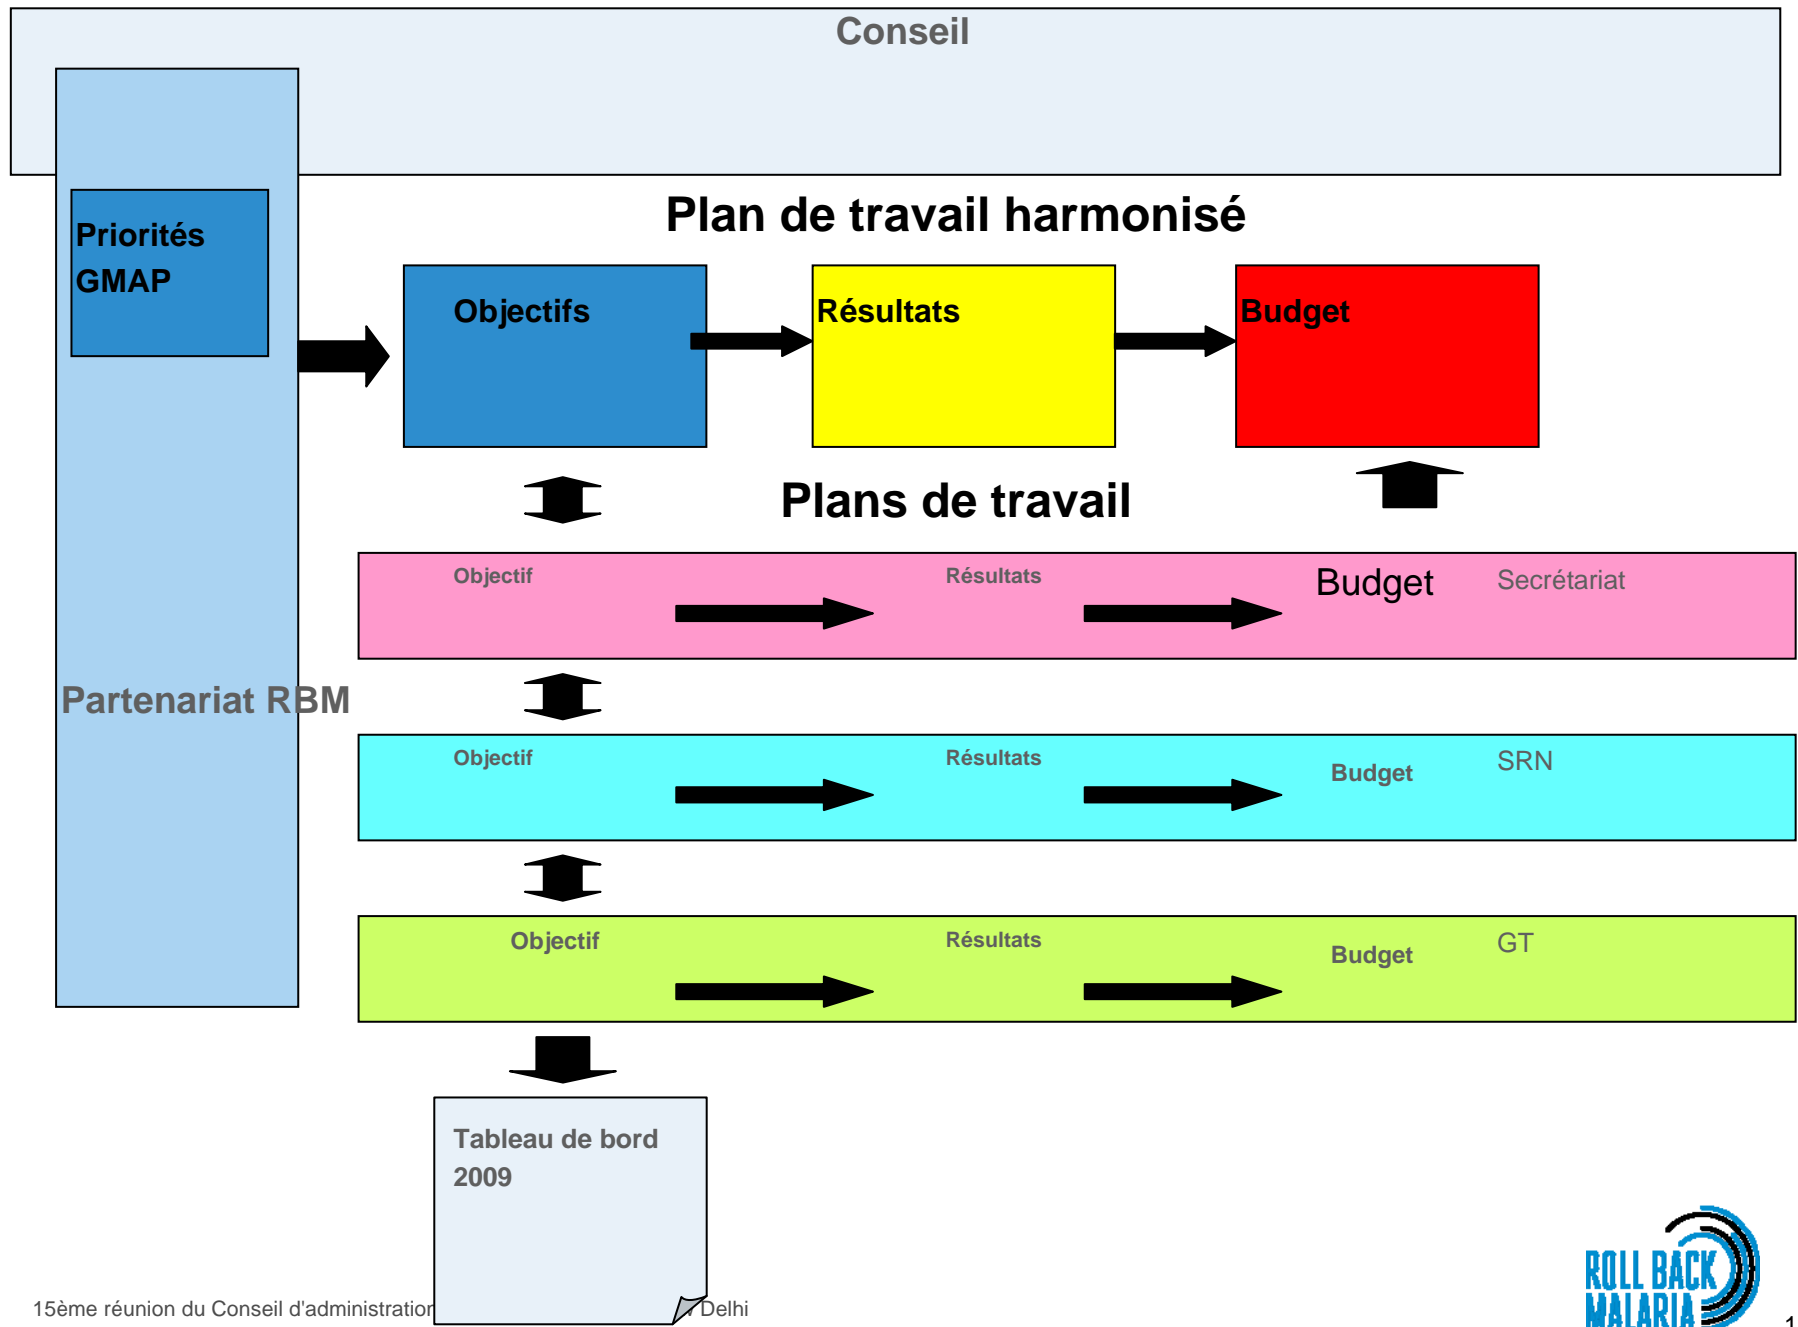 Conseil
Priorités
GMAP
Plan de travail harmonisé
Objectifs
Résultats
Budget
Plans de travail
Objectif
Résultats
Budget
Secrétariat
Partenariat RBM
Objectif
Résultats
Budget
SRN
Objectif
Résultats
Budget
GT
Tableau de bord
2009
15ème réunion du Conseil d'administration
Delhi
ROLL BACK
MALARIA
1